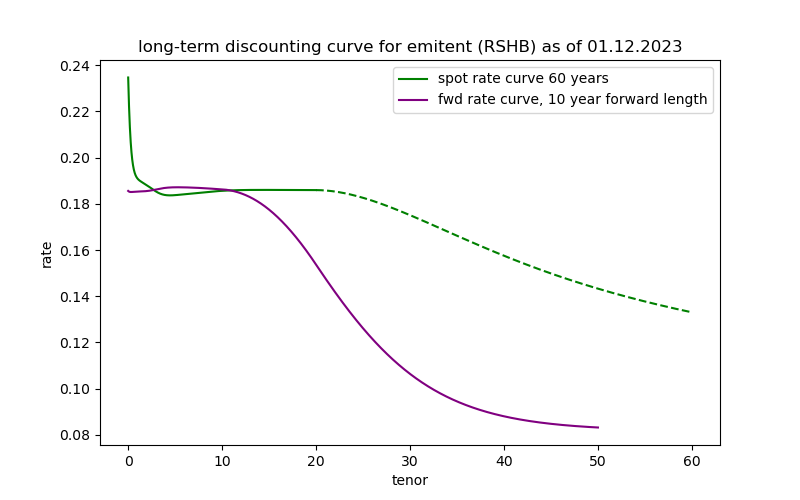 long-term discounting curve for emitent (RSHB) as of 01.12.2023
spot rate curve 60 years
fwd rate curve, 10 year forward length
rate
0.24
0.22
0.20
0.18
0.16
0.14
0.12
0.10
0.08
0 10 20 30 40 50 60
tenor